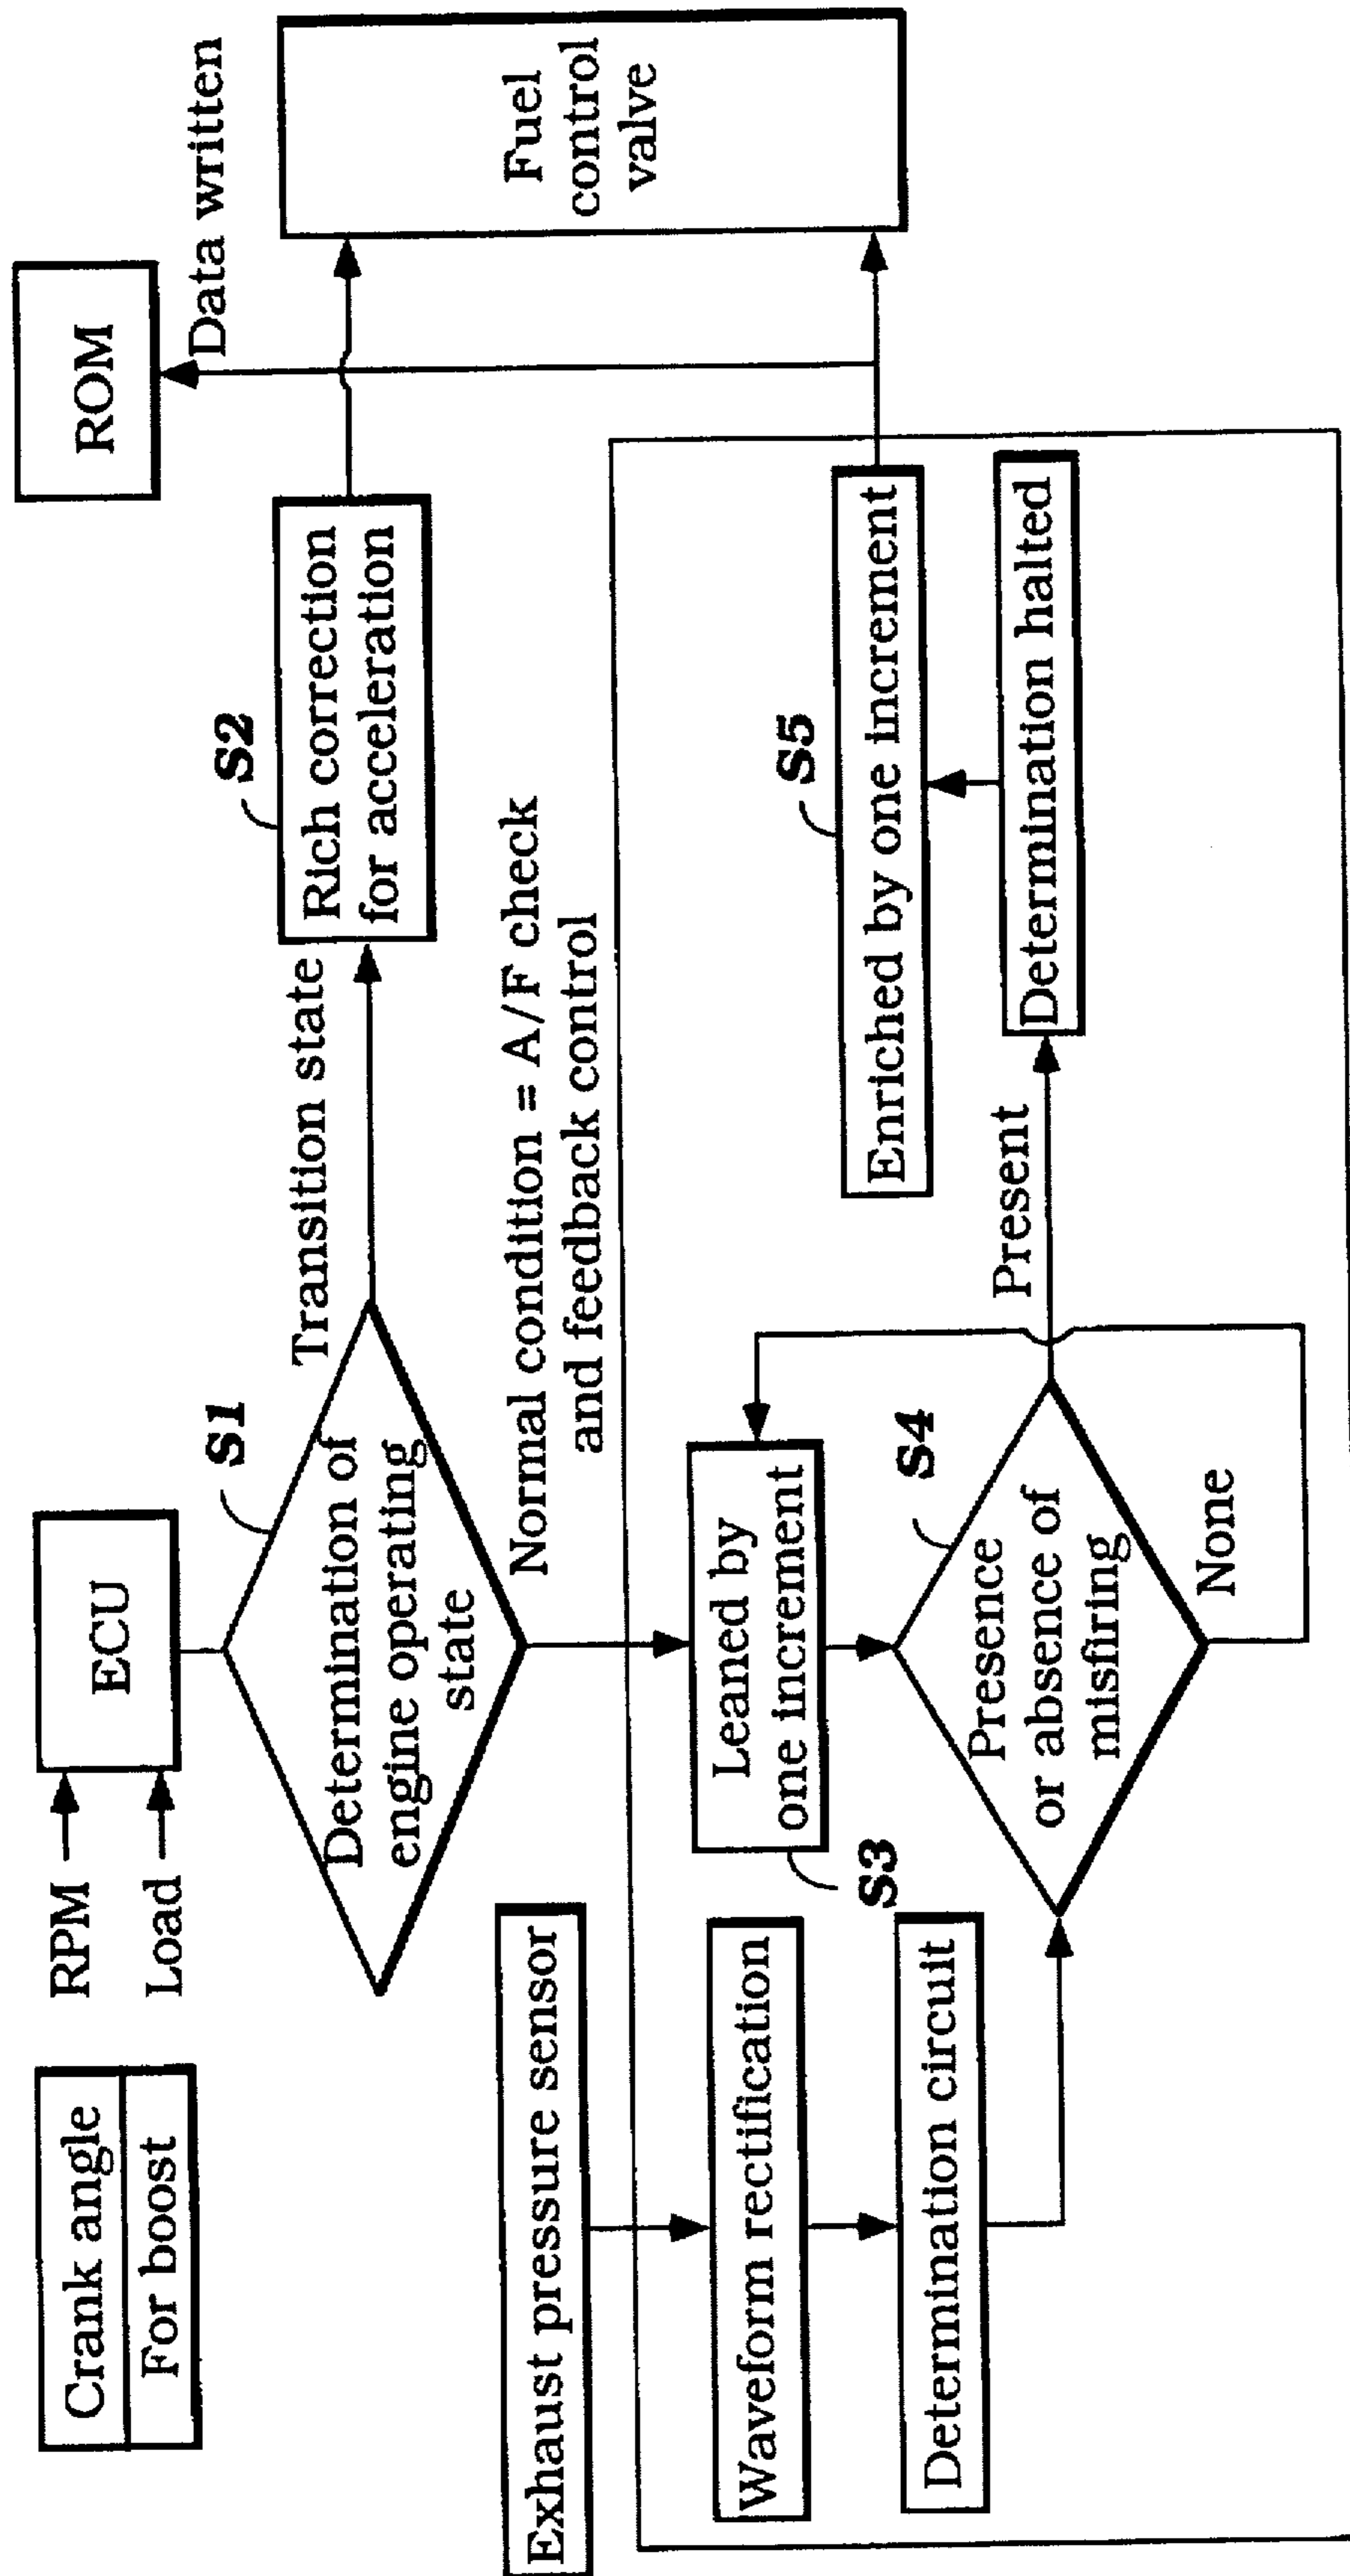 Crank angle
For boost
RPM
Load
ECU
S1
Determination of
engine operating
state
Transition state
S2
Rich correction
for acceleration
ROM
Data written
Fuel
control
valve
Normal condition = A/F check
and feedback control
Exhaust pressure sensor
Waveform rectification
Determination circuit
S3
Leaned by
one increment
S4
Presence
or absence of
misfiring
None
Present
S5
Enriched by one increment
Determination halted